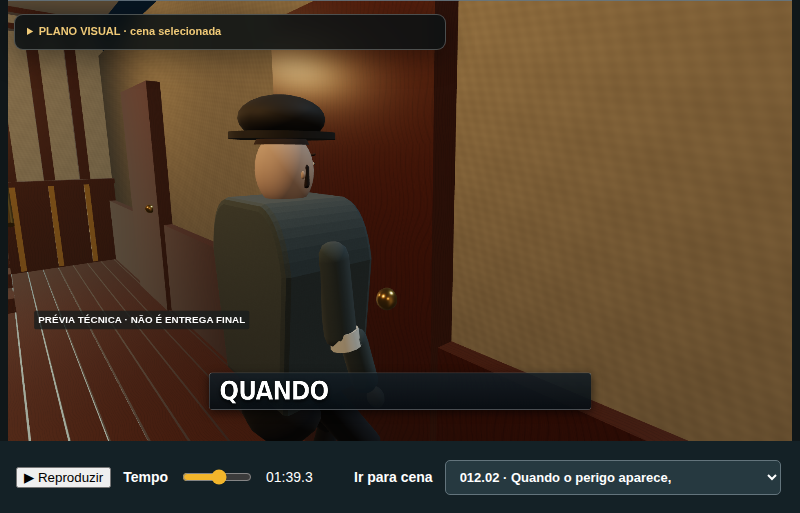 ▶ PLANO VISUAL · cena selecionada
PRÉVIA TÉCNICA · NÃO É ENTREGA FINAL
QUANDO
▶ Reproduzir Tempo 01:39.3 Ir para cena 012.02 · Quando o perigo aparece,